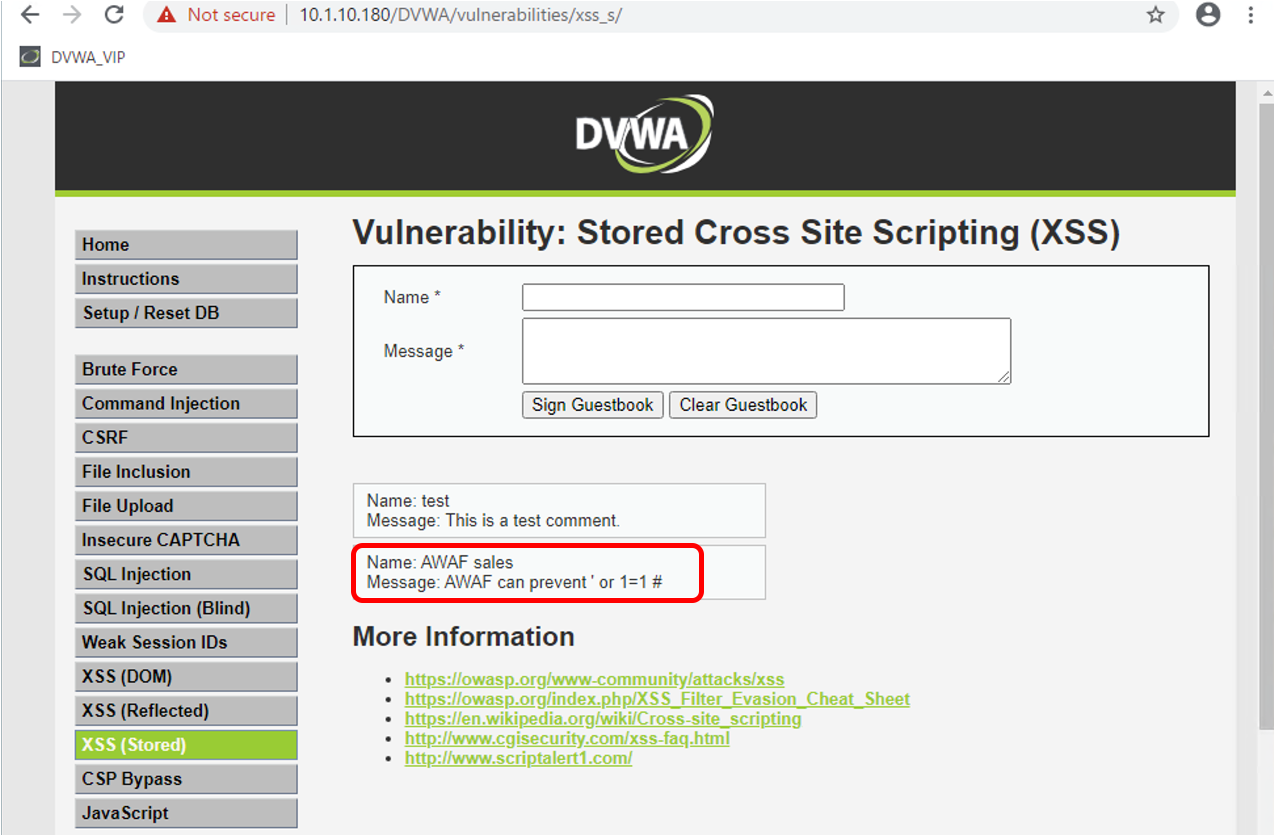 Not secure | 10.1.10.180/DVWA/vulnerabilities/xss_s/
DVWA_VIP
DVWA
Vulnerability: Stored Cross Site Scripting (XSS)
Home
Instructions
Setup / Reset DB
Brute Force
Command Injection
CSRF
File Inclusion
File Upload
Insecure CAPTCHA
SQL Injection
SQL Injection (Blind)
Weak Session IDs
XSS (DOM)
XSS (Reflected)
XSS (Stored)
CSP Bypass
JavaScript
Name *
Message *
Sign Guestbook Clear Guestbook
Name: test
Message: This is a test comment.
Name: AWAF sales
Message: AWAF can prevent ' or 1=1 #
More Information
• https://owasp.org/www-community/attacks/xss
• https://owasp.org/index.php/XSS_Filter_Evasion_Cheat_Sheet
• https://en.wikipedia.org/wiki/Cross-site_scripting
• http://www.cgisecurity.com/xss-faq.html
• http://www.scriptalert1.com/